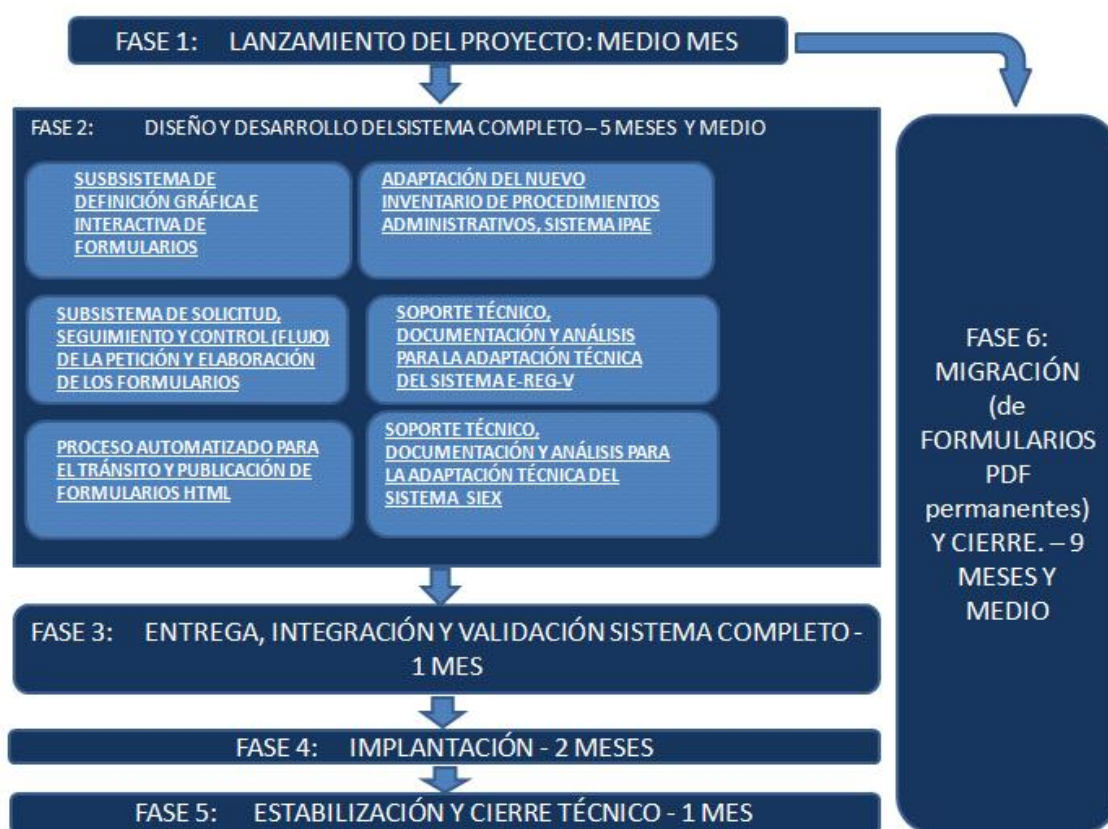 FASE 1: LANZAMIENTO DEL PROYECTO: MEDIO MES
FASE 2: DISEÑO Y DESARROLLO DELSISTEMA COMPLETO – 5 MESES Y MEDIO
SUSBSISTEMA DE
DEFINICIÓN GRÁFICA E
INTERACTIVA DE
FORMULARIOS
ADAPTACIÓN DEL NUEVO
INVENTARIO DE PROCEDIMIENTOS
ADMINISTRATIVOS, SISTEMA IPAE
SUBSISTEMA DE SOLICITUD,
SEGUIMIENTO Y CONTROL (FLUJO)
DE LA PETICIÓN Y ELABORACIÓN
DE LOS FORMULARIOS
SOPORTE TÉCNICO,
DOCUMENTACIÓN Y ANÁLISIS
PARA LA ADAPTACIÓN TÉCNICA
DEL SISTEMA E-REG-V
PROCESO AUTOMATIZADO PARA
EL TRÁNSITO Y PUBLICACIÓN DE
FORMULARIOS HTML
SOPORTE TÉCNICO,
DOCUMENTACIÓN Y ANÁLISIS PARA
LA ADAPTACIÓN TÉCNICA DEL
SISTEMA SIEX
FASE 3: ENTREGA, INTEGRACIÓN Y VALIDACIÓN SISTEMA COMPLETO -
1 MES
FASE 4: IMPLANTACIÓN - 2 MESES
FASE 5: ESTABILIZACIÓN Y CIERRE TÉCNICO - 1 MES
FASE 6:
MIGRACIÓN
(de
FORMULARIOS
PDF
permanentes)
Y CIERRE. – 9
MESES Y
MEDIO